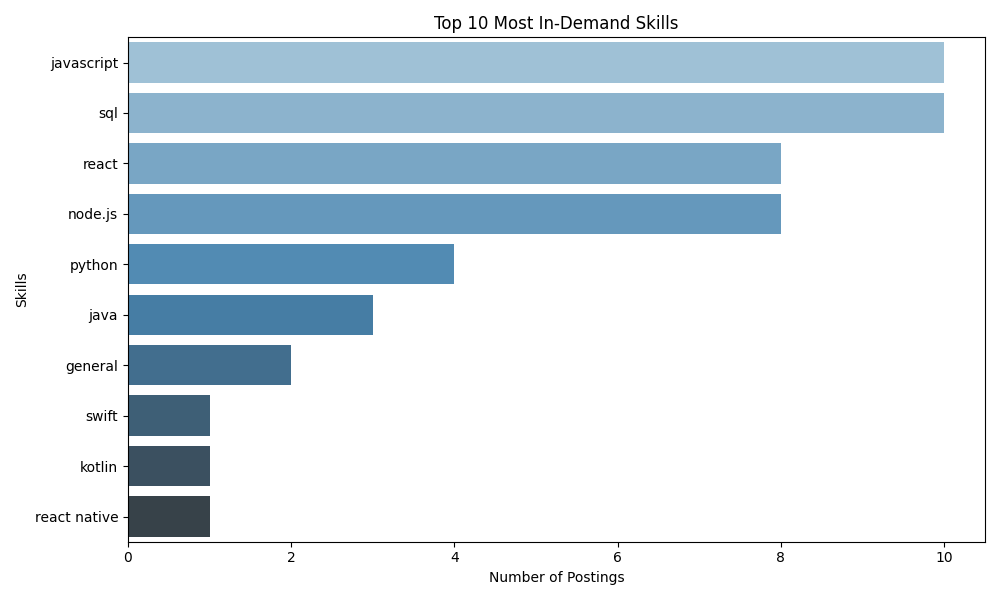 Top 10 Most In-Demand Skills
javascript
sql
react
node.js
python
java
general
swift
kotlin
react native
Skills
0 2 4 6 8 10
Number of Postings